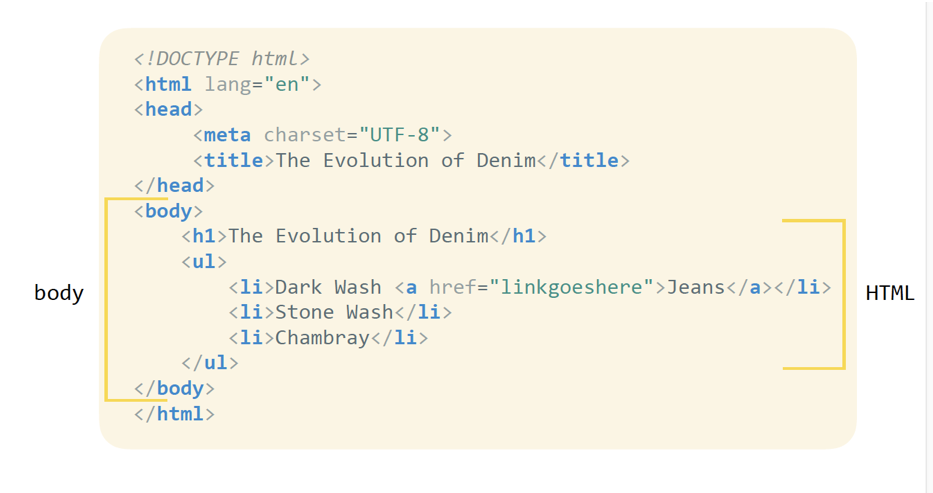 <!DOCTYPE html>
<html lang="en">
<head>
<meta charset="UTF-8">
<title>The Evolution of Denim</title>
</head>
<body>
<h1>The Evolution of Denim</h1>
<ul>
<li>Dark Wash <a href="linkgoeshere">Jeans</a></li>
<li>Stone Wash</li>
<li>Chambray</li>
</ul>
</body>
</html>
body
HTML